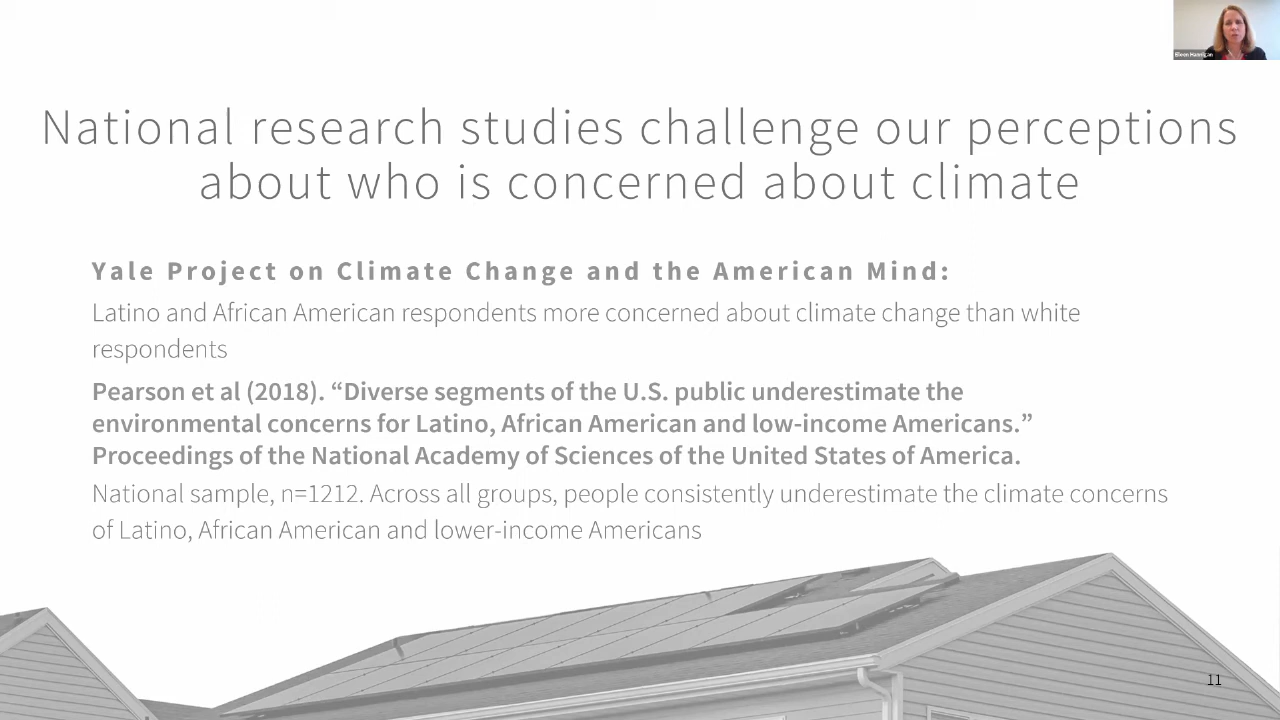 Eileen Hannigan
National research studies challenge our perceptions
about who is concerned about climate
Yale Project on Climate Change and the American Mind:
Latino and African American respondents more concerned about climate change than white
respondents
Pearson et al (2018). “Diverse segments of the U.S. public underestimate the
environmental concerns for Latino, African American and low-income Americans.”
Proceedings of the National Academy of Sciences of the United States of America.
National sample, n=1212. Across all groups, people consistently underestimate the climate concerns
of Latino, African American and lower-income Americans
11